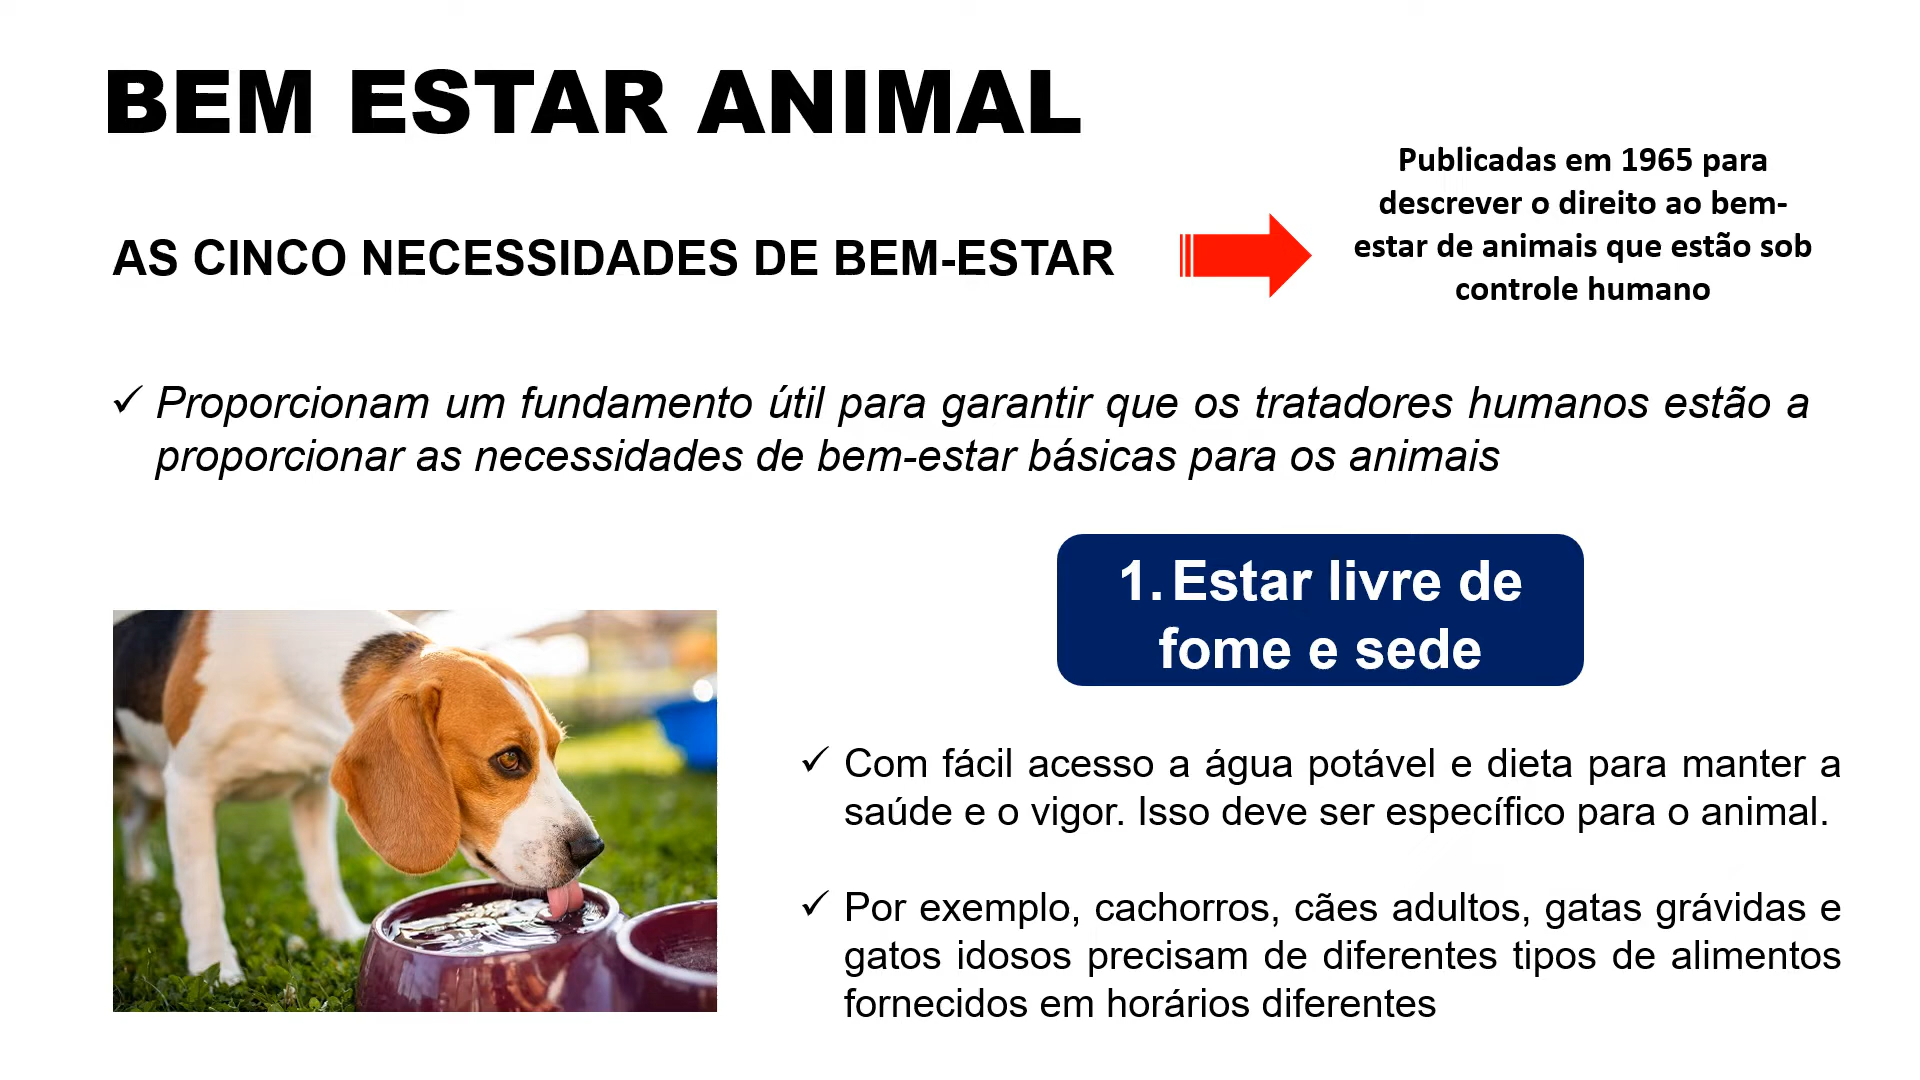 BEM ESTAR ANIMAL
Publicadas em 1965 para
descrever o direito ao bem-
estar de animais que estão sob
controle humano
AS CINCO NECESSIDADES DE BEM-ESTAR
✓ Proporcionam um fundamento útil para garantir que os tratadores humanos estão a
proporcionar as necessidades de bem-estar básicas para os animais
1. Estar livre de
fome e sede
✓ Com fácil acesso a água potável e dieta para manter a
saúde e o vigor. Isso deve ser específico para o animal.
✓ Por exemplo, cachorros, cães adultos, gatas grávidas e
gatos idosos precisam de diferentes tipos de alimentos
fornecidos em horários diferentes